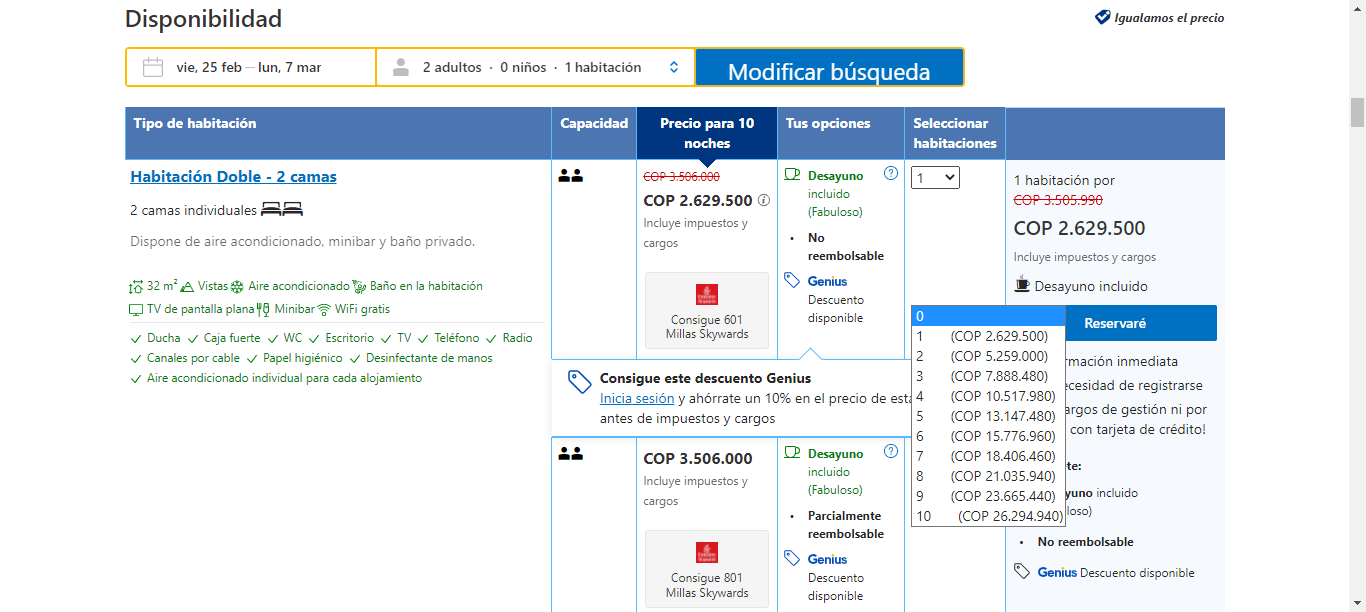 Disponibilidad
Igualamos el precio
vie, 25 feb — lun, 7 mar
2 adultos · 0 niños · 1 habitación
Modificar búsqueda
Tipo de habitación
Capacidad
Precio para 10
noches
Tus opciones
Seleccionar
habitaciones
Habitación Doble - 2 camas
2 camas individuales
Dispone de aire acondicionado, minibar y baño privado.
32 m² Vistas Aire acondicionado Baño en la habitación
TV de pantalla plana Minibar WiFi gratis
Ducha Caja fuerte WC Escritorio TV Teléfono Radio
Canales por cable Papel higiénico Desinfectante de manos
Aire acondicionado individual para cada alojamiento
COP 3.506.000
COP 2.629.500
Incluye impuestos y
cargos
Consigue 601
Millas Skywards
Desayuno
incluido
(Fabuloso)
• No
reembolsable
Genius
Descuento
disponible
1
0
1 (COP 2.629.500)
2 (COP 5.259.000)
3 (COP 7.888.480)
4 (COP 10.517.980)
5 (COP 13.147.480)
6 (COP 15.776.960)
7 (COP 18.406.460)
8 (COP 21.035.940)
9 (COP 23.665.440)
10 (COP 26.294.940)
1 habitación por
COP 3.505.990
COP 2.629.500
Incluye impuestos y cargos
Desayuno incluido
Reservaré
rmación inmediata
ecesidad de registrarse
argos de gestión ni por
con tarjeta de crédito!
te:
yuno incluido
loso)
• No reembolsable
Genius Descuento disponible
Consigue este descuento Genius
Inicia sesión y ahórrate un 10% en el precio de esta
antes de impuestos y cargos
COP 3.506.000
Incluye impuestos y
cargos
Consigue 801
Millas Skywards
Desayuno
incluido
(Fabuloso)
• Parcialmente
reembolsable
Genius
Descuento
disponible